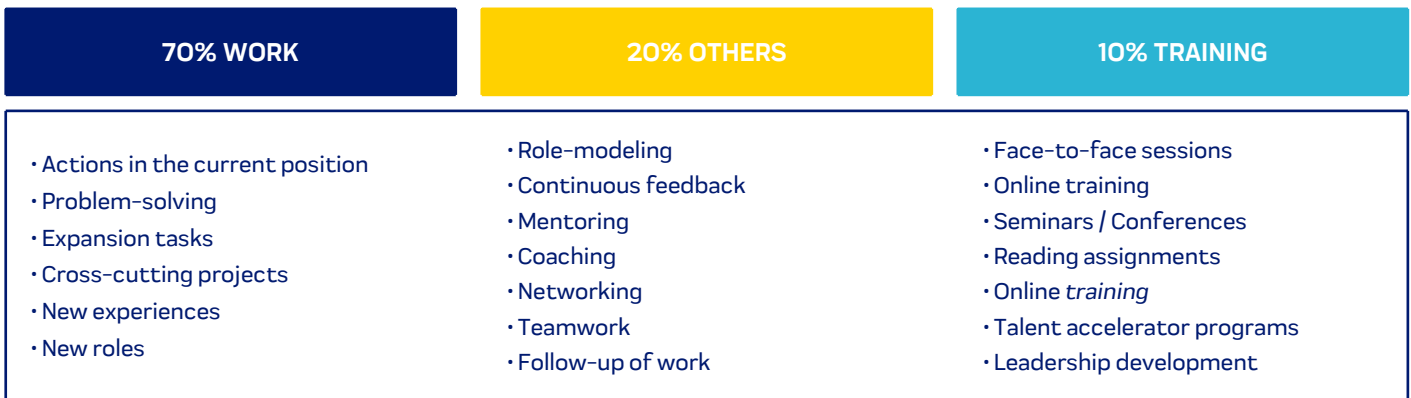 70% WORK
20% OTHERS
10% TRAINING
· Actions in the current position
· Problem-solving
· Expansion tasks
· Cross-cutting projects
· New experiences
· New roles
· Role-modeling
· Continuous feedback
· Mentoring
· Coaching
· Networking
· Teamwork
· Follow-up of work
· Face-to-face sessions
· Online training
· Seminars / Conferences
· Reading assignments
· Online training
· Talent accelerator programs
· Leadership development